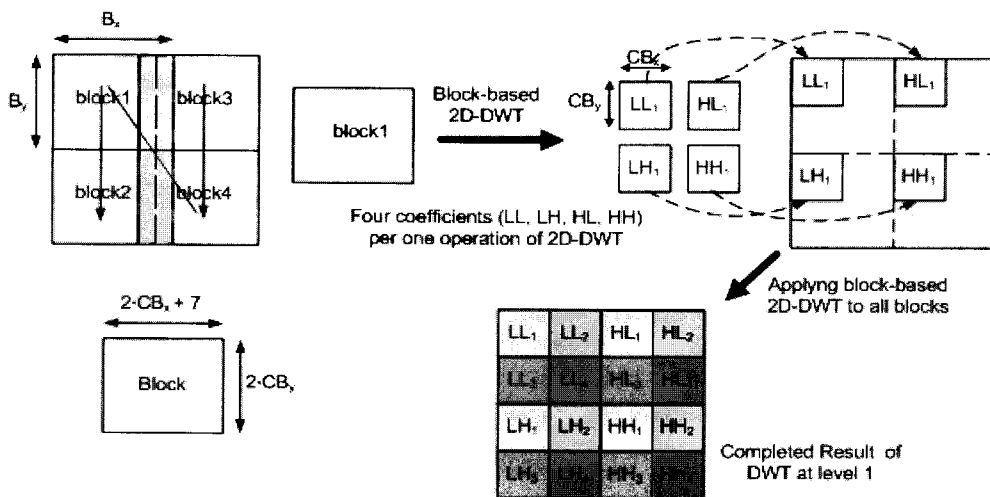 Bx
By
block1
block3
block2
block4
block1
Block-based
2D-DWT
CBx
CBy
LL1
HL1
LH1
HH1
LL1
HL1
LH1
HH1
Four coefficients (LL, LH, HL, HH)
per one operation of 2D-DWT
Applyng block-based
2D-DWT to all blocks
2·CBx + 7
Block
2·CBy
LL1 LL2 HL1 HL2
LL3 HL3
LH1 LH2 HH1 HH2
LH3 HH3
Completed Result of
DWT at level 1